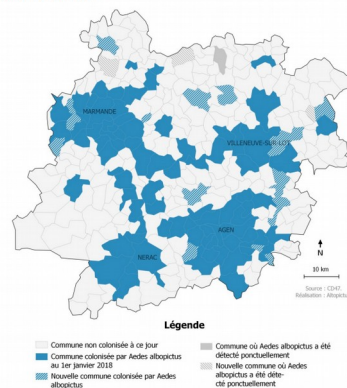 MARMANDE
VILLENEUVE-SUR-LOT
AGEN
NERAC
N
10 km
Source : CD47.
Réalisation : Altopictus
Légende
Commune non colonisée à ce jour
Commune colonisée par Aedes albopictus
au 1er janvier 2018
Nouvelle commune colonisée par Aedes
albopictus
Commune où Aedes albopictus a été
détecté ponctuellement
Nouvelle commune où Aedes
albopictus a été déte-
cté ponctuellement